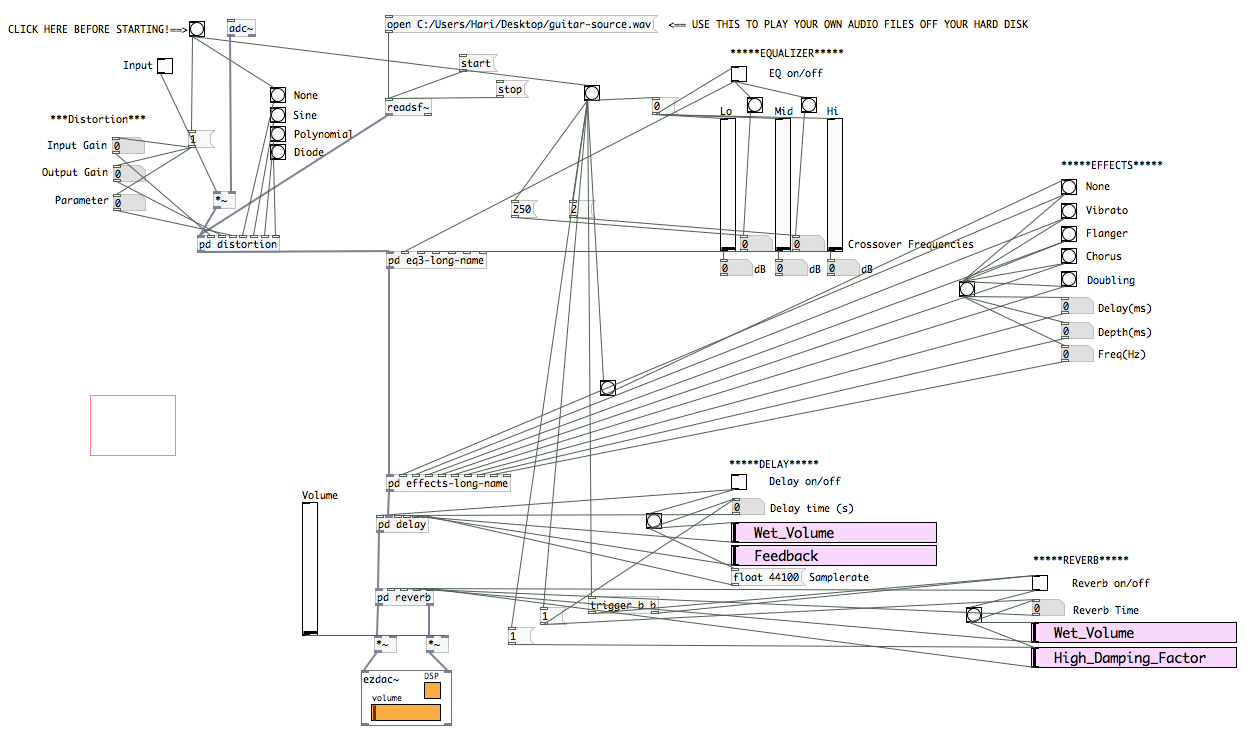 CLICK HERE BEFORE STARTING!==>
adc~
open C:/Users/Hari/Desktop/guitar-source.wav
<== USE THIS TO PLAY YOUR OWN AUDIO FILES OFF YOUR HARD DISK
Input
start
stop
readsf~
*****EQUALIZER*****
EQ on/off
0
Lo
Mid
Hi
None
Sine
Polynomial
Diode
***Distortion***
Input Gain 0
Output Gain 0
Parameter 0
1
*~
pd distortion
250
2
0
0
Crossover Frequencies
pd eq3-long-name
0 dB
0 dB
0 dB
*****EFFECTS*****
None
Vibrato
Flanger
Chorus
Doubling
0 Delay(ms)
0 Depth(ms)
0 Freq(Hz)
pd effects-long-name
*****DELAY*****
Delay on/off
0 Delay time (s)
Wet_Volume
Feedback
float 44100 Samplerate
Volume
pd delay
pd reverb
trigger b b
1
1
*****REVERB*****
Reverb on/off
0 Reverb Time
Wet_Volume
High_Damping_Factor
*~
*~
ezdac~
DSP
volume